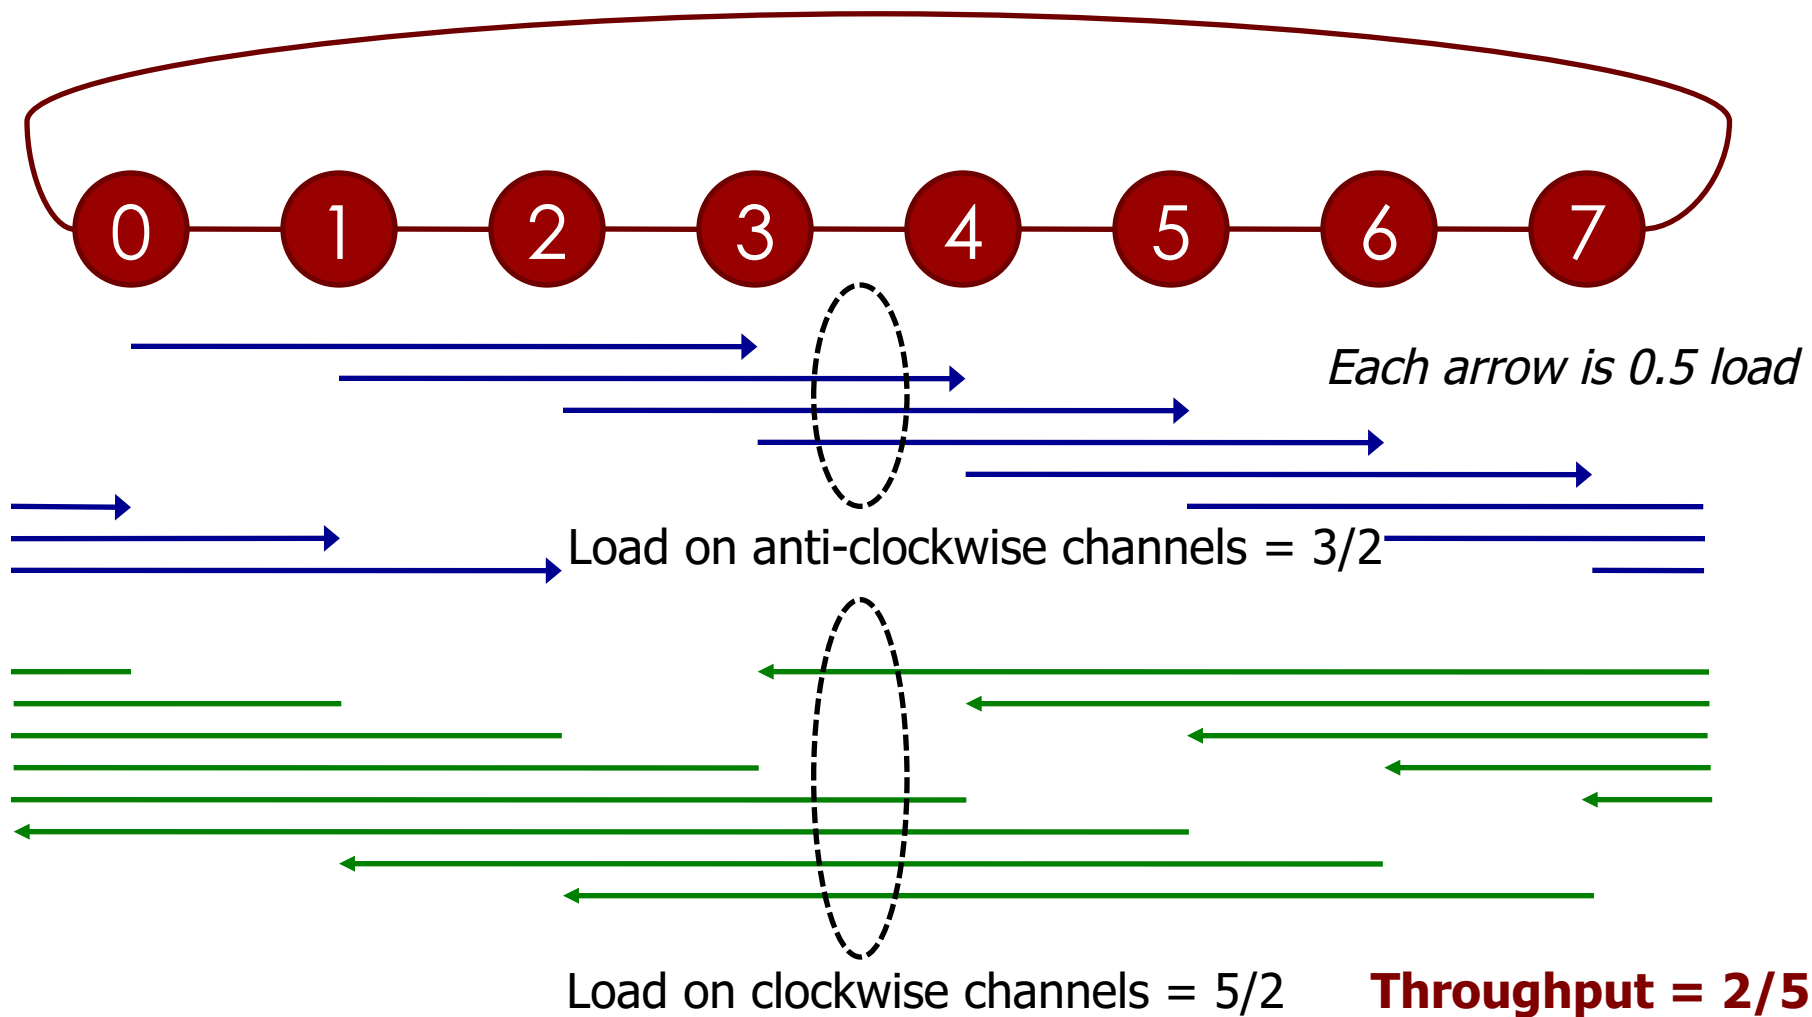 0 1 2 3 4 5 6 7
Each arrow is 0.5 load
Load on anti-clockwise channels = 3/2
Load on clockwise channels = 5/2
Throughput = 2/5